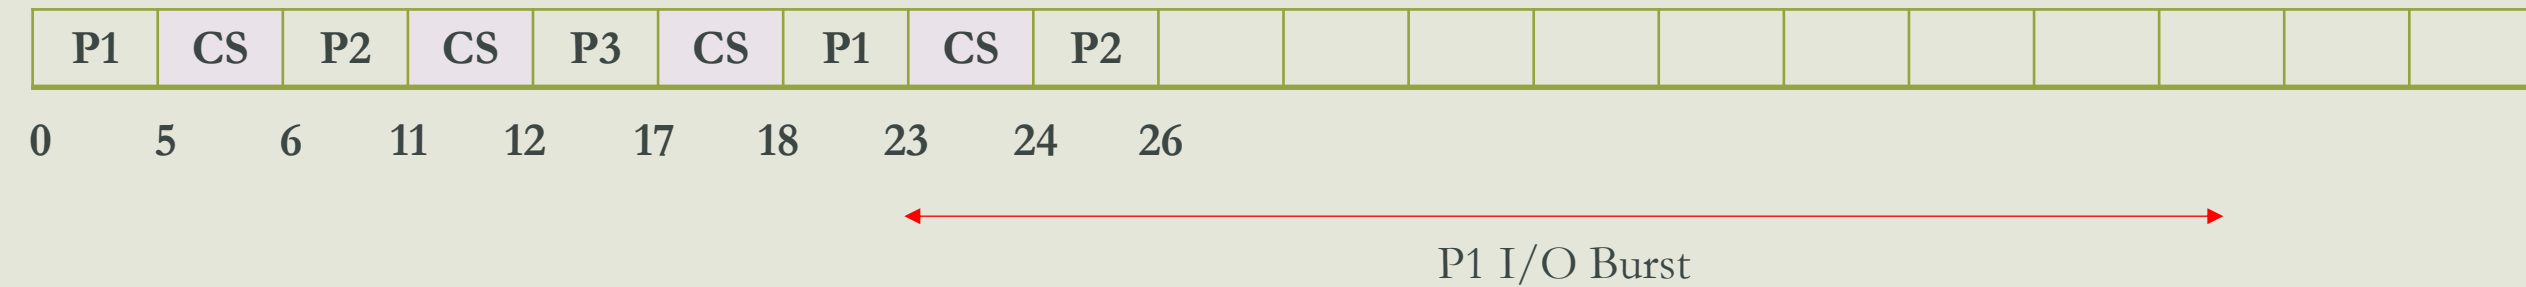 P1 CS P2 CS P3 CS P1 CS P2
0 5 6 11 12 17 18 23 24 26
P1 I/O Burst